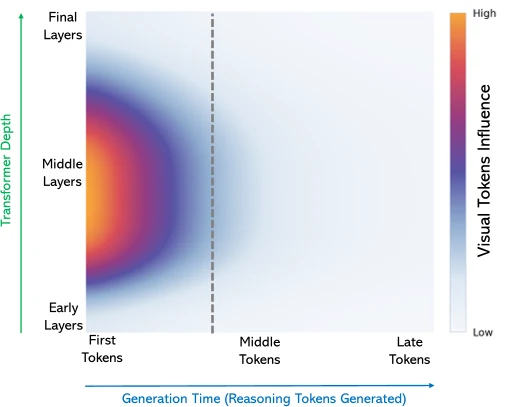 Final
Layers
Middle
Layers
Early
Layers
Transformer Depth
First
Tokens
Middle
Tokens
Late
Tokens
Generation Time (Reasoning Tokens Generated)
High
Visual Tokens Influence
Low